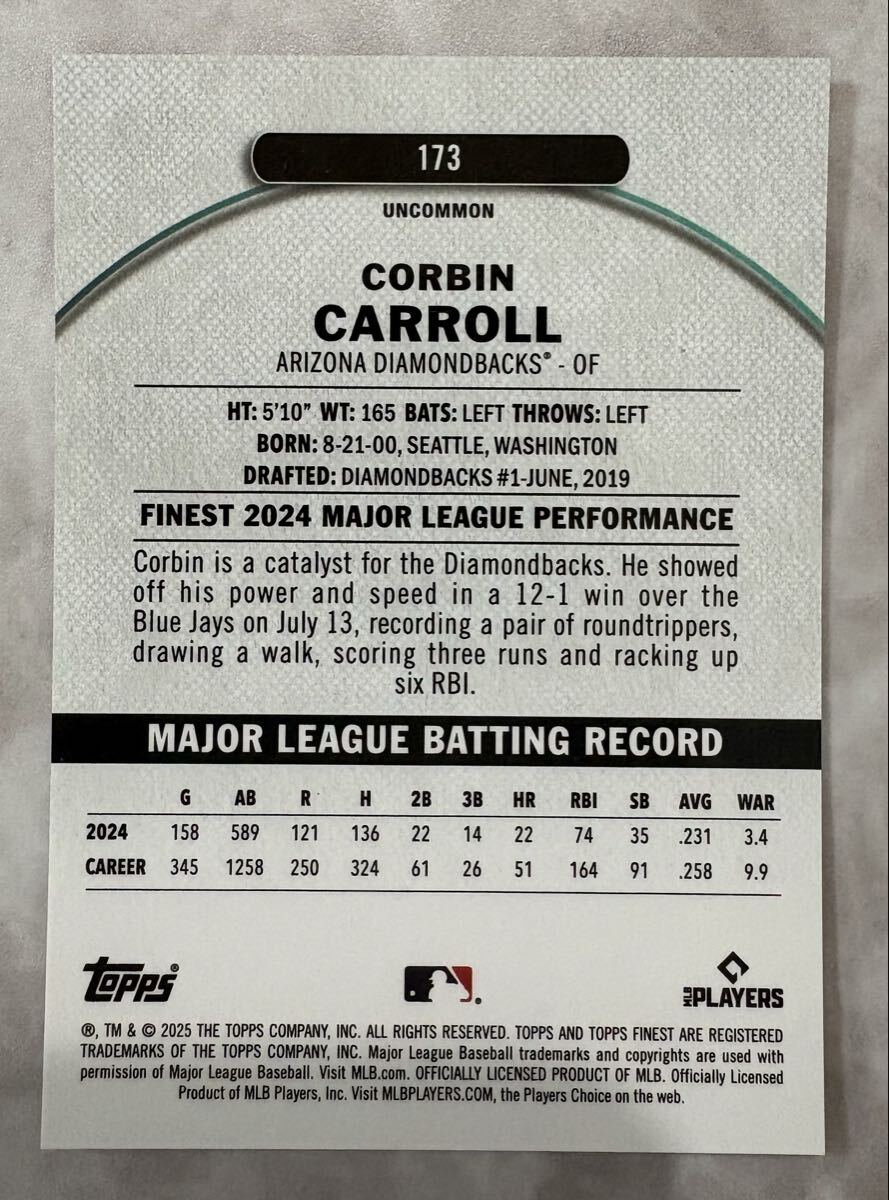 173
UNCOMMON
CORBIN
CARROLL
ARIZONA DIAMONDBACKS® - OF
HT: 5'10" WT: 165 BATS: LEFT THROWS: LEFT
BORN: 8-21-00, SEATTLE, WASHINGTON
DRAFTED: DIAMONDBACKS #1-JUNE, 2019
FINEST 2024 MAJOR LEAGUE PERFORMANCE
Corbin is a catalyst for the Diamondbacks. He showed
off his power and speed in a 12-1 win over the
Blue Jays on July 13, recording a pair of roundtrippers,
drawing a walk, scoring three runs and racking up
six RBI.
MAJOR LEAGUE BATTING RECORD
G AB R H 2B 3B HR RBI SB AVG WAR
2024 158 589 121 136 22 14 22 74 35 .231 3.4
CAREER 345 1258 250 324 61 26 51 164 91 .258 9.9
Topps® MLB PLAYERS
®, TM & © 2025 THE TOPPS COMPANY, INC. ALL RIGHTS RESERVED. TOPPS AND TOPPS FINEST ARE REGISTERED
TRADEMARKS OF THE TOPPS COMPANY, INC. Major League Baseball trademarks and copyrights are used with
permission of Major League Baseball. Visit MLB.com. OFFICIALLY LICENSED PRODUCT OF MLB. Officially Licensed
Product of MLB Players, Inc. Visit MLBPLAYERS.COM, the Players Choice on the web.